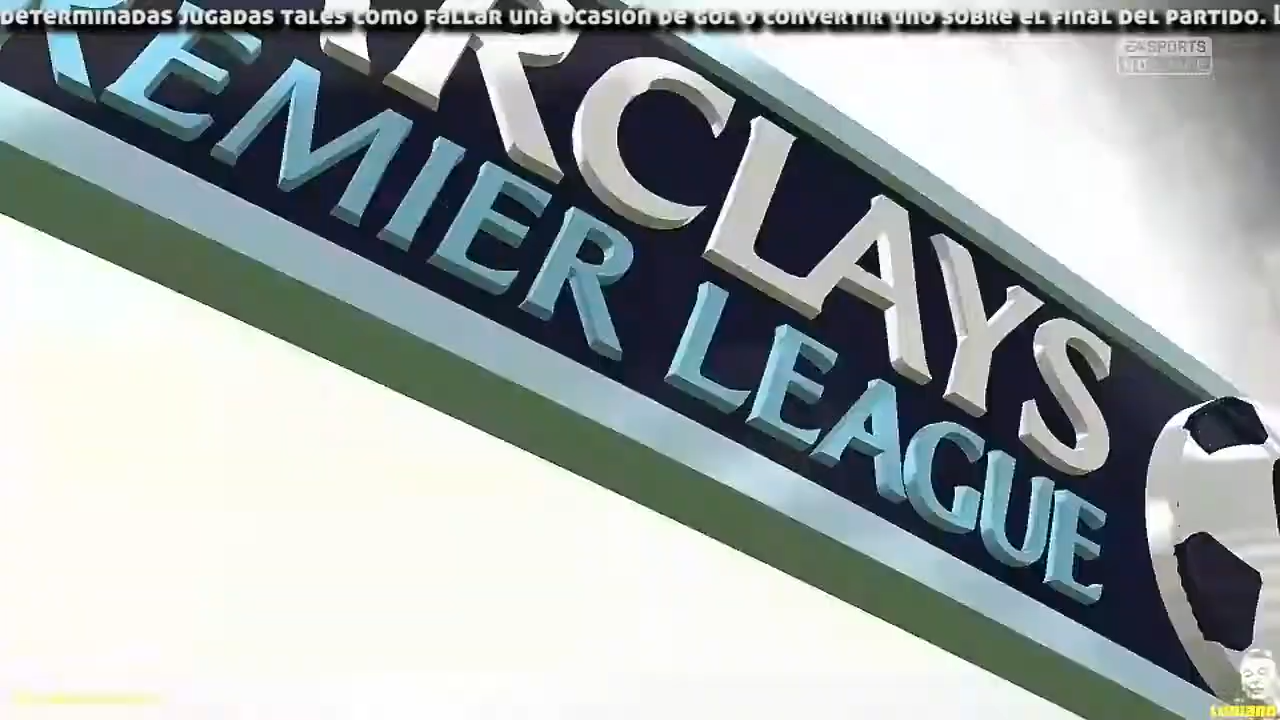 DETERMINADAS JUGADAS TALES COMO FALLAR UNA OCASIÓN DE GOL O CONVERTIR UNO SOBRE EL FINAL DEL PARTIDO.
EA SPORTS
RCLAYS
REMIER LEAGUE